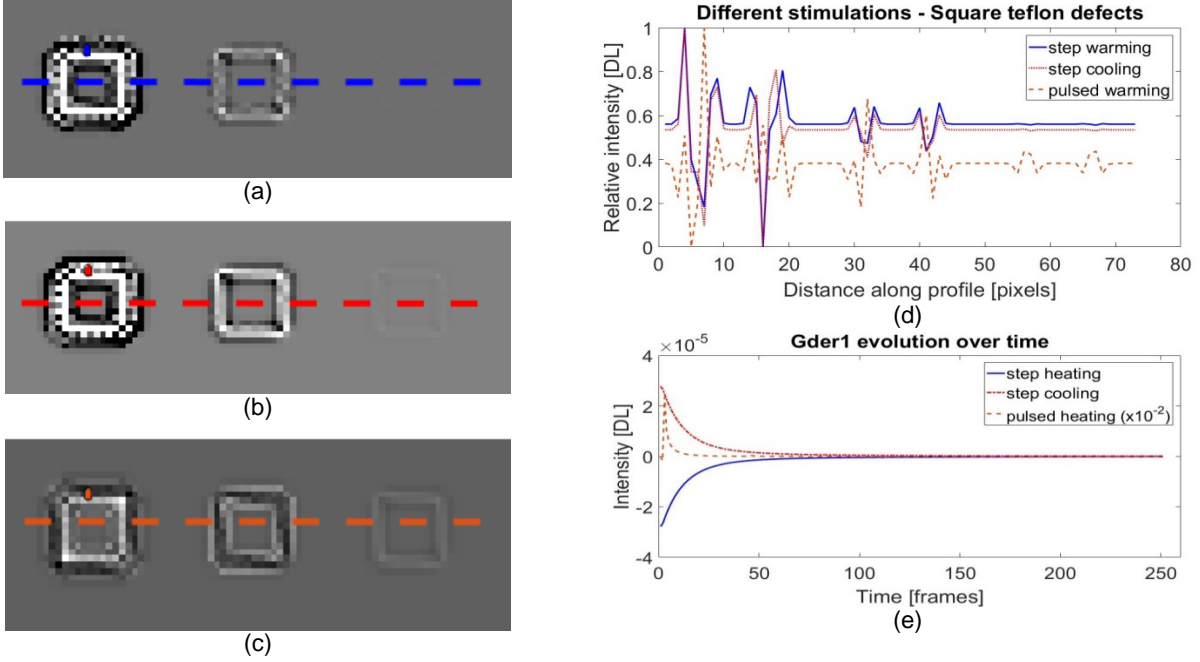 (a)
(b)
(c)
Different stimulations - Square teflon defects
step warming
step cooling
pulsed warming
Relative intensity [DL]
1
0.8
0.6
0.4
0.2
0
0 10 20 30 40 50 60 70 80
Distance along profile [pixels]
(d)
Gder1 evolution over time
×10⁻⁵
step heating
step cooling
pulsed heating (x10⁻²)
Intensity [DL]
4
2
0
-2
-4
0 50 100 150 200 250
Time [frames]
(e)